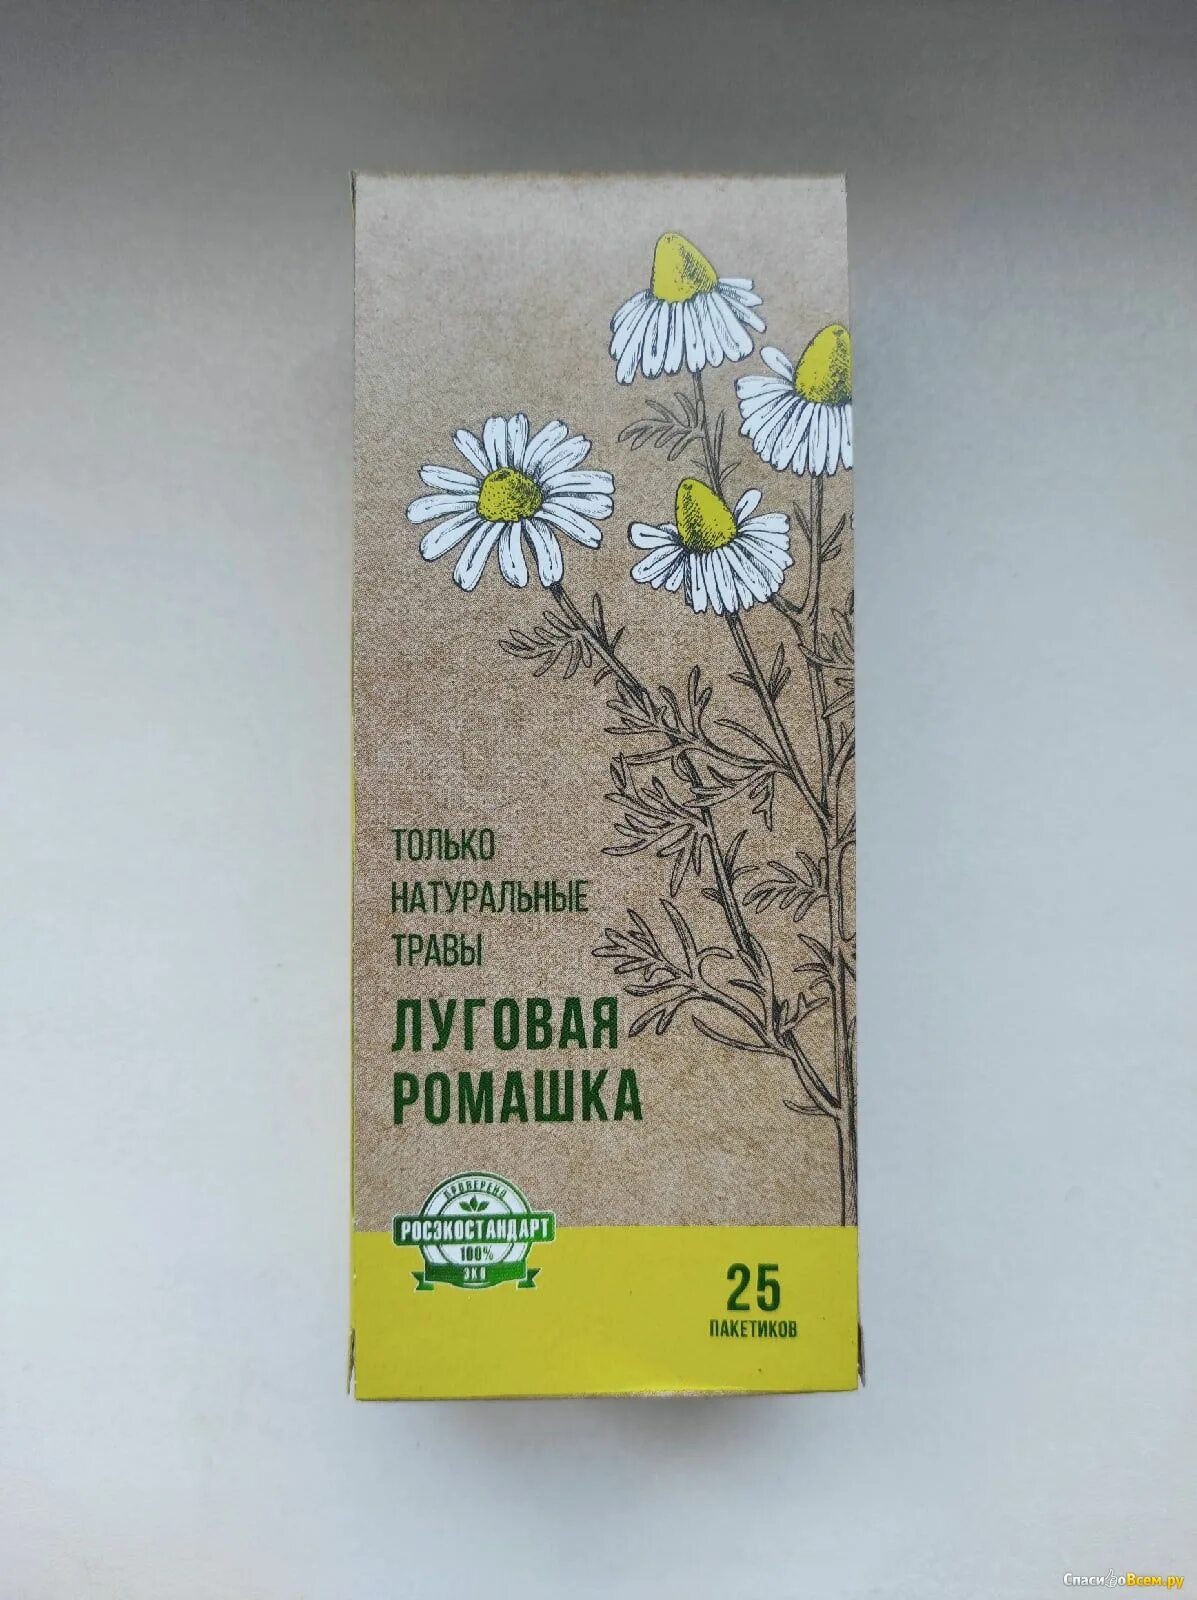 ТОЛЬКО
НАТУРАЛЬНЫЕ
ТРАВЫ
ЛУГОВАЯ
РОМАШКА
ПРОВЕРЕНО
РОСЭКОСТАНДАРТ
100%
ЭКО
25
ПАКЕТИКОВ
СпасибоВсем.ру